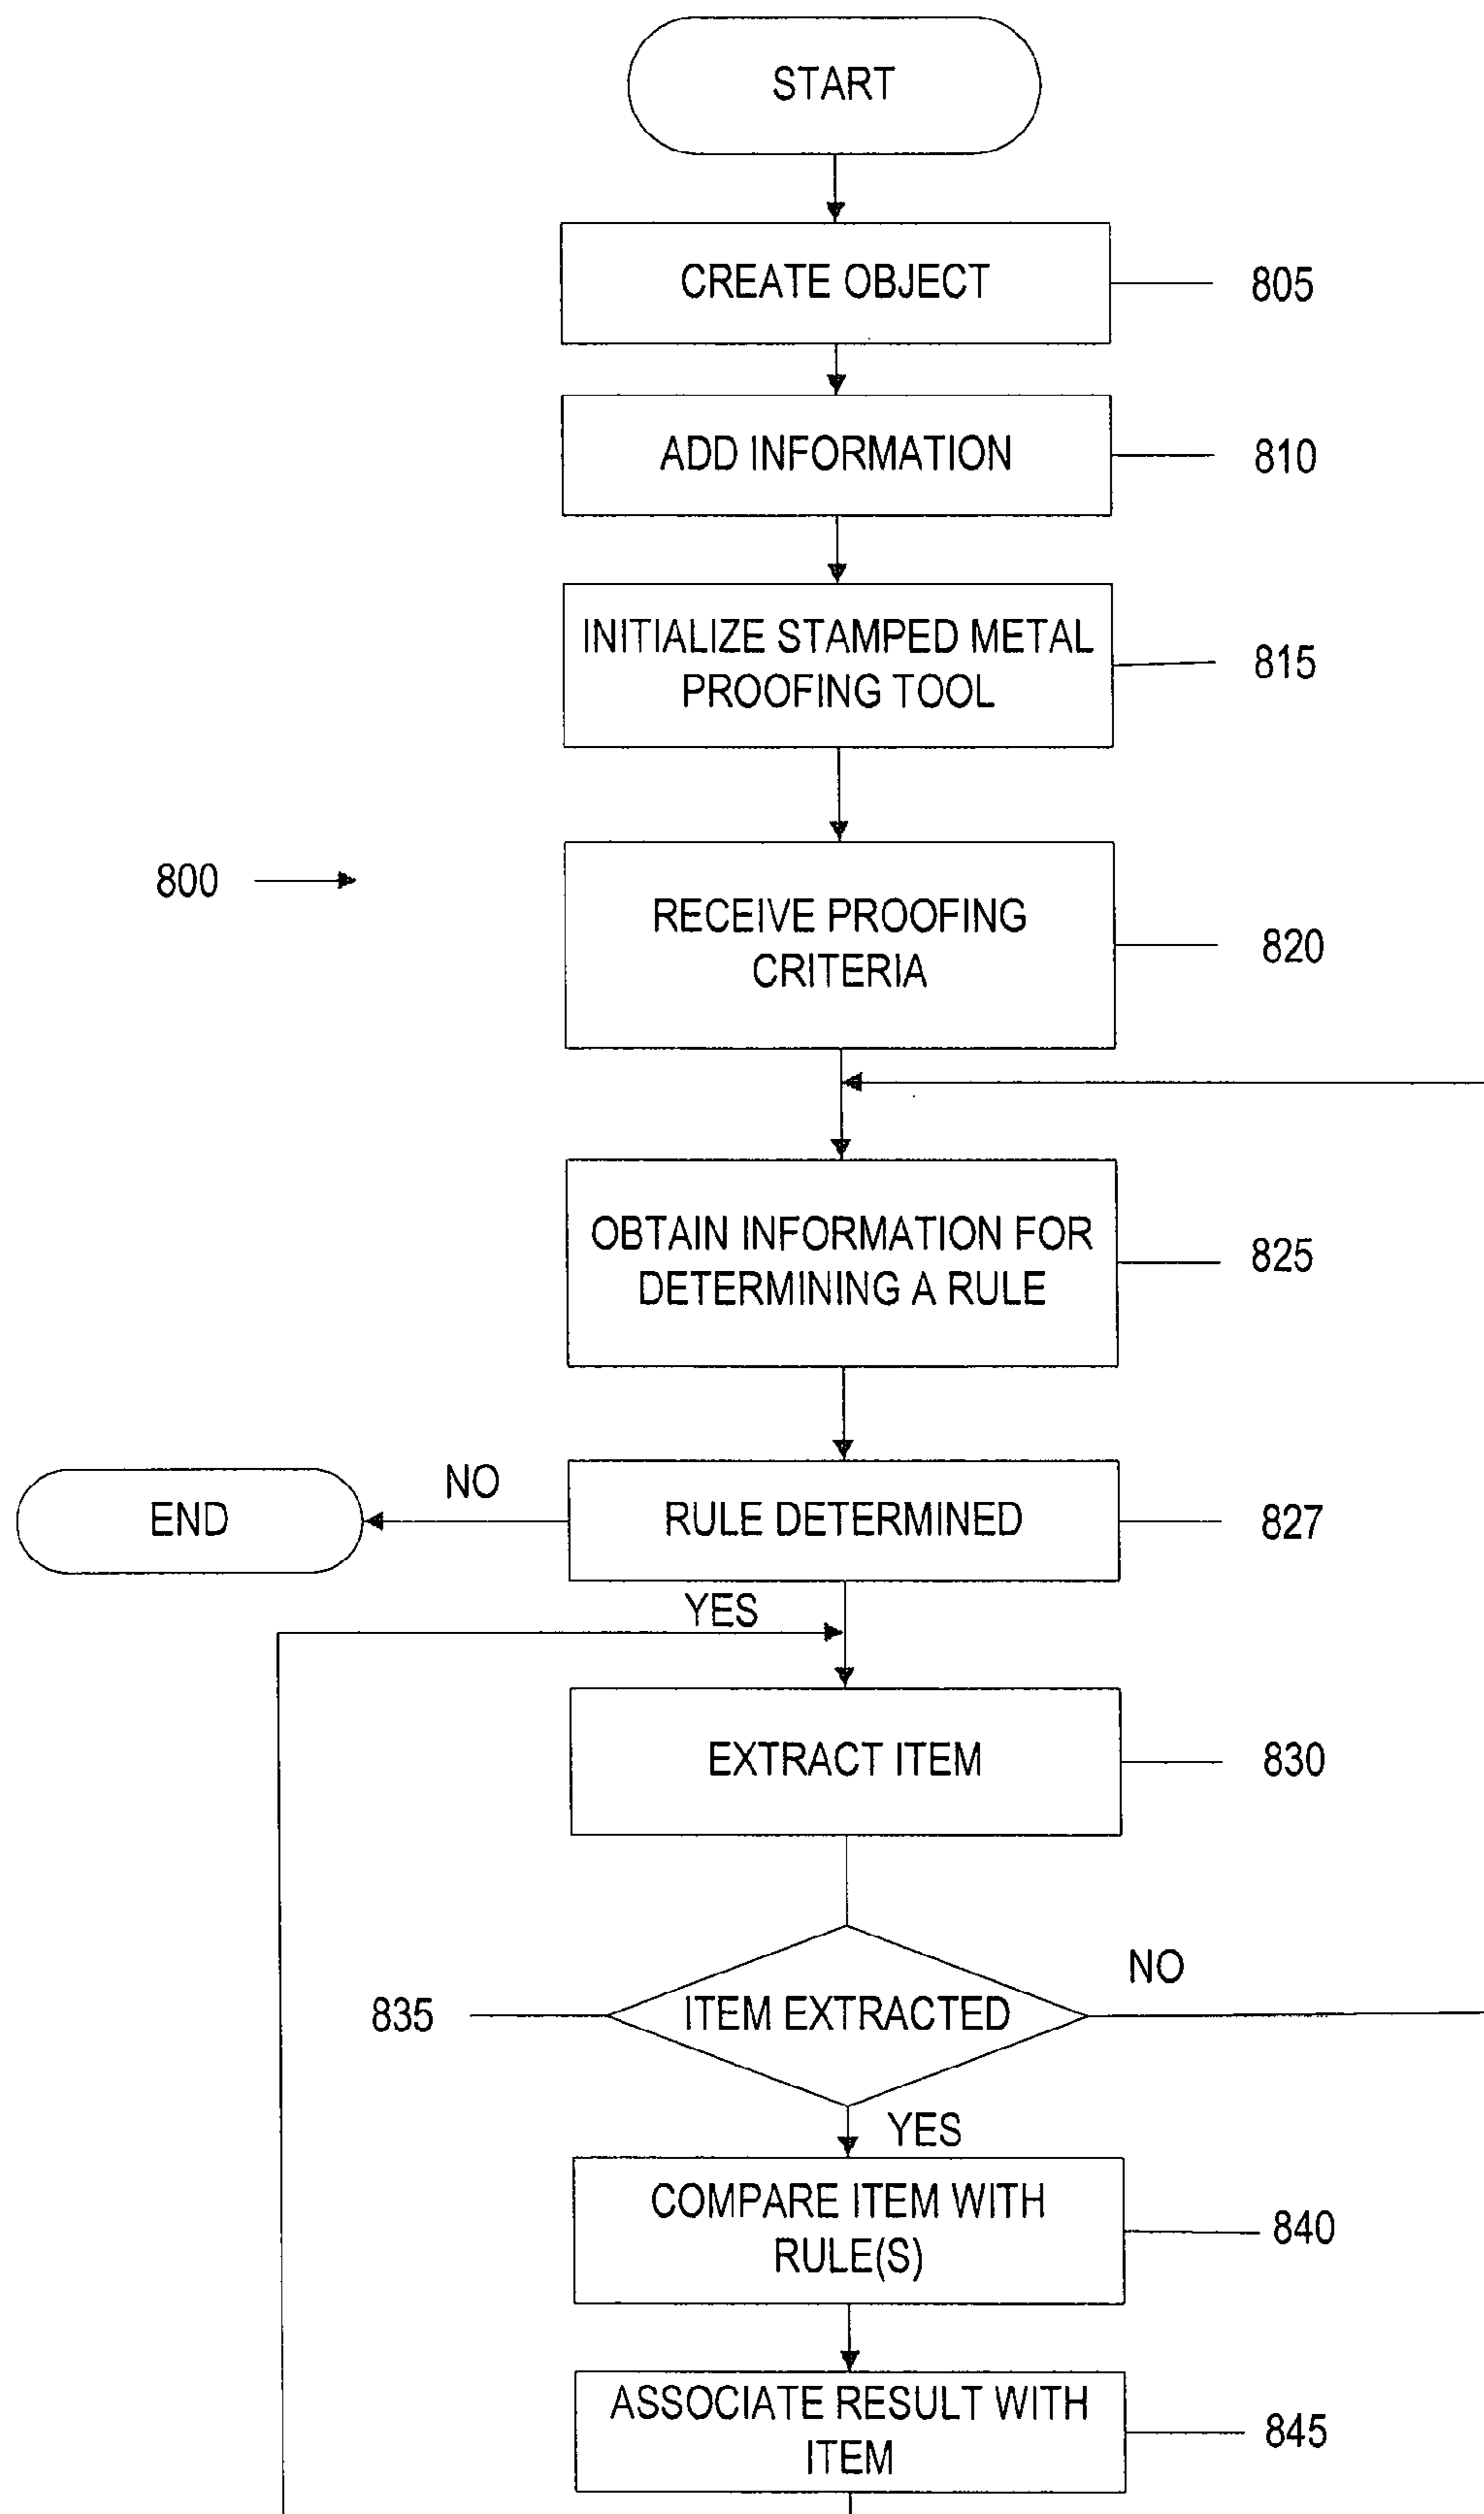 START
CREATE OBJECT
805
ADD INFORMATION
810
INITIALIZE STAMPED METAL
PROOFING TOOL
815
800
RECEIVE PROOFING
CRITERIA
820
OBTAIN INFORMATION FOR
DETERMINING A RULE
825
END
NO
RULE DETERMINED
827
YES
EXTRACT ITEM
830
835
ITEM EXTRACTED
NO
YES
COMPARE ITEM WITH
RULE(S)
840
ASSOCIATE RESULT WITH
ITEM
845